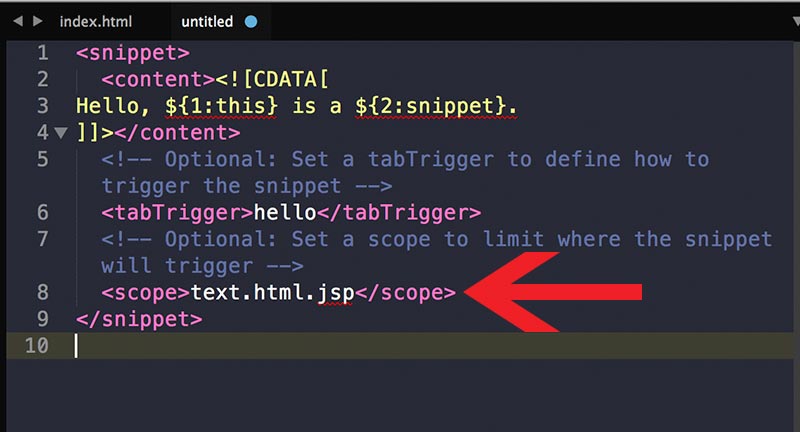 index.html untitled
1 <snippet>
2 <content><![CDATA[
3 Hello, ${1:this} is a ${2:snippet}.
4 ]]></content>
5 <!-- Optional: Set a tabTrigger to define how to
trigger the snippet -->
6 <tabTrigger>hello</tabTrigger>
7 <!-- Optional: Set a scope to limit where the snippet
will trigger -->
8 <scope>text.html.jsp</scope>
9 </snippet>
10